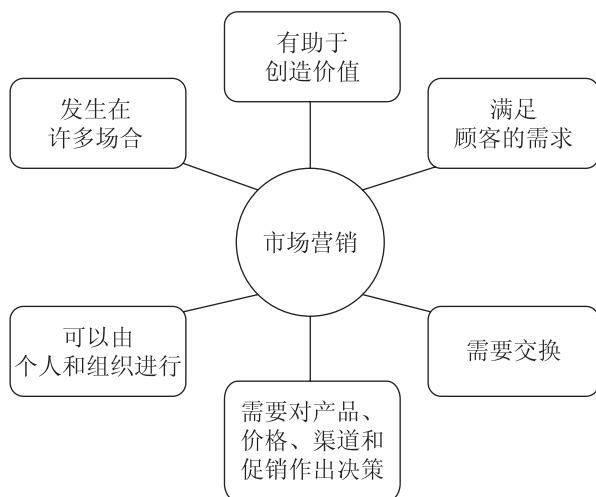 有助于
创造价值
发生在
许多场合
满足
顾客的需求
市场营销
可以由
个人和组织进行
需要交换
需要对产品、
价格、渠道和
促销作出决策